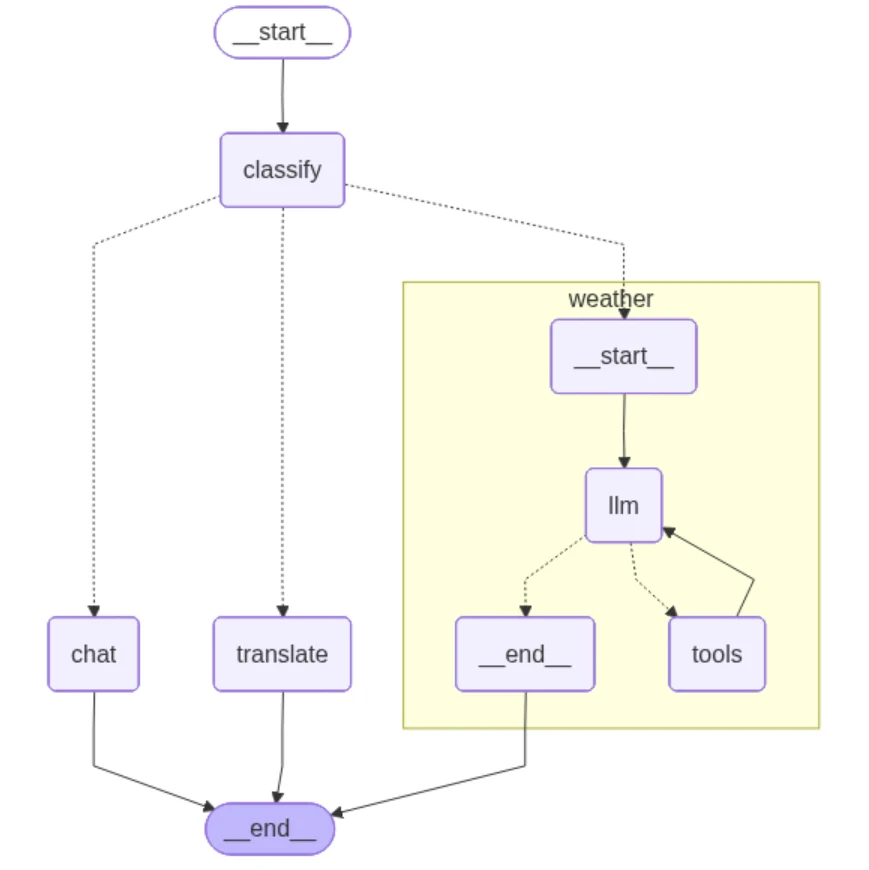 __start__
classify
weather
__start__
llm
chat
translate
__end__
tools
__end__